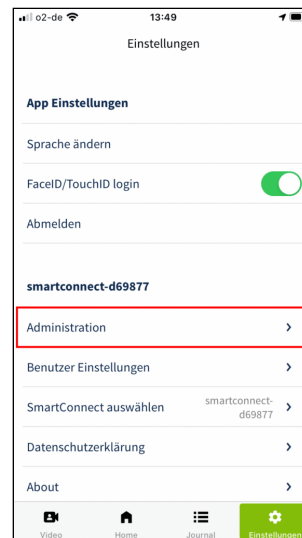 o2-de 13:49
Einstellungen
App Einstellungen
Sprache ändern
FaceID/TouchID login
Abmelden
smartconnect-d69877
Administration
Benutzer Einstellungen
SmartConnect auswählen smartconnect-
d69877
Datenschutzerklärung
About
Video Home Journal Einstellungen